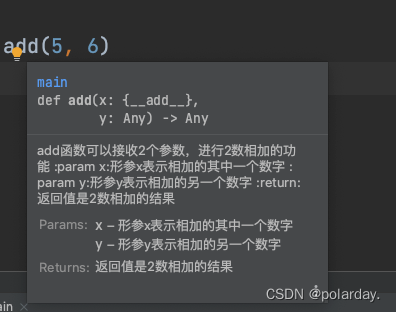 add(5, 6)
main
def add(x: {__add__},
y: Any) -> Any
add函数可以接收2个参数，进行2数相加的功
能 :param x:形参x表示相加的其中一个数字 :
param y:形参y表示相加的另一个数字 :return:
返回值是2数相加的结果
Params: x – 形参x表示相加的其中一个数字
y – 形参y表示相加的另一个数字
Returns: 返回值是2数相加的结果
CSDN @polarday.
ain ×